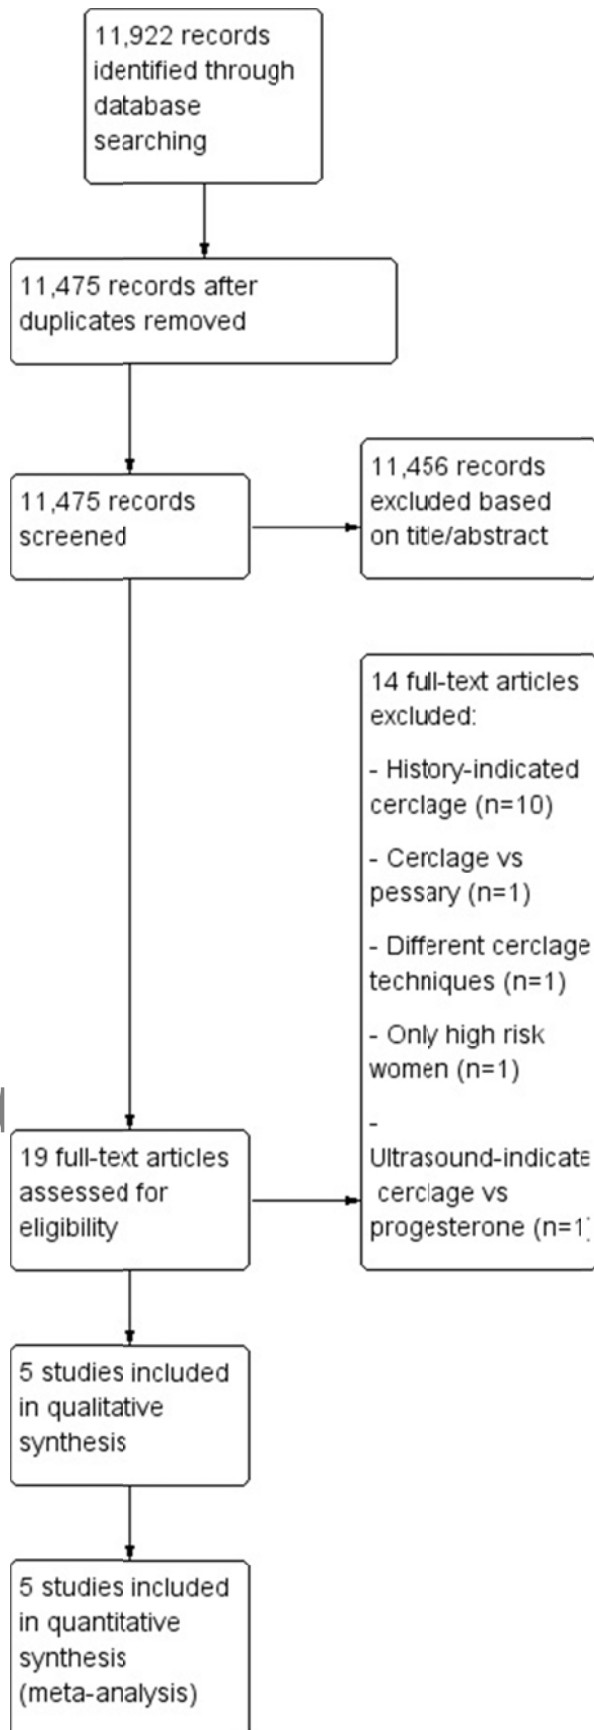 11,922 records
identified through
database
searching
11,475 records after
duplicates removed
11,475 records
screened
11,456 records
excluded based
on title/abstract
14 full-text articles
excluded:
- History-indicated
cerclage (n=10)
- Cerclage vs
pessary (n=1)
- Different cerclage
techniques (n=1)
- Only high risk
women (n=1)
-
Ultrasound-indicate
cerclage vs
progesterone (n=1
19 full-text articles
assessed for
eligibility
5 studies included
in qualitative
synthesis
5 studies included
in quantitative
synthesis
(meta-analysis)